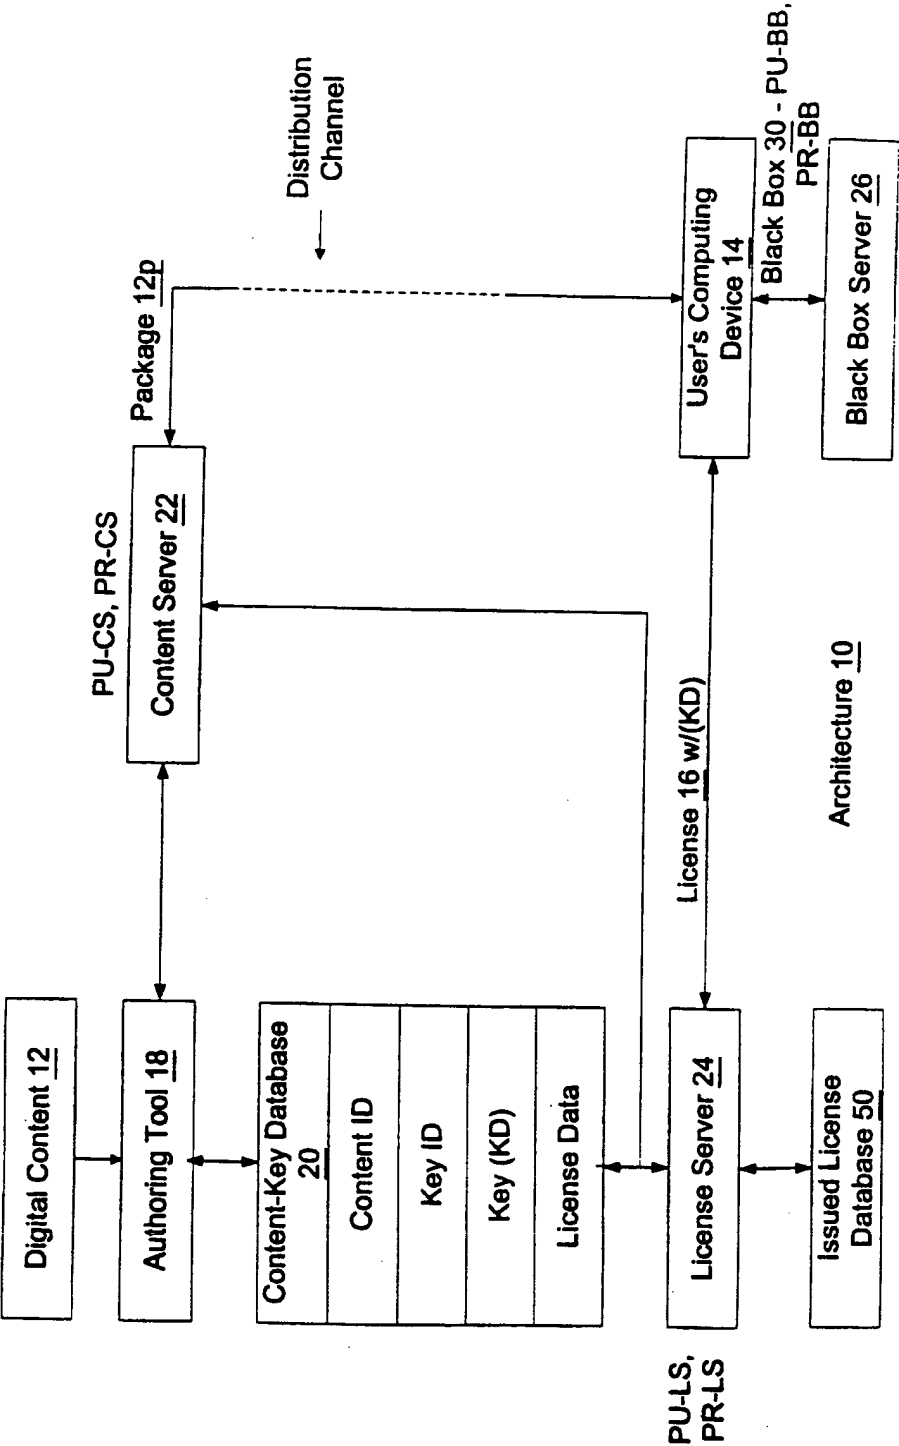 Digital Content 12
Authoring Tool 18
Content-Key Database
20
Content ID
Key ID
Key (KD)
License Data
License Server 24
PU-LS,
PR-LS
Issued License
Database 50
PU-CS, PR-CS
Content Server 22
Package 12p
Distribution
Channel
License 16 w/(KD)
User's Computing
Device 14
Black Box 30 - PU-BB,
PR-BB
Black Box Server 26
Architecture 10